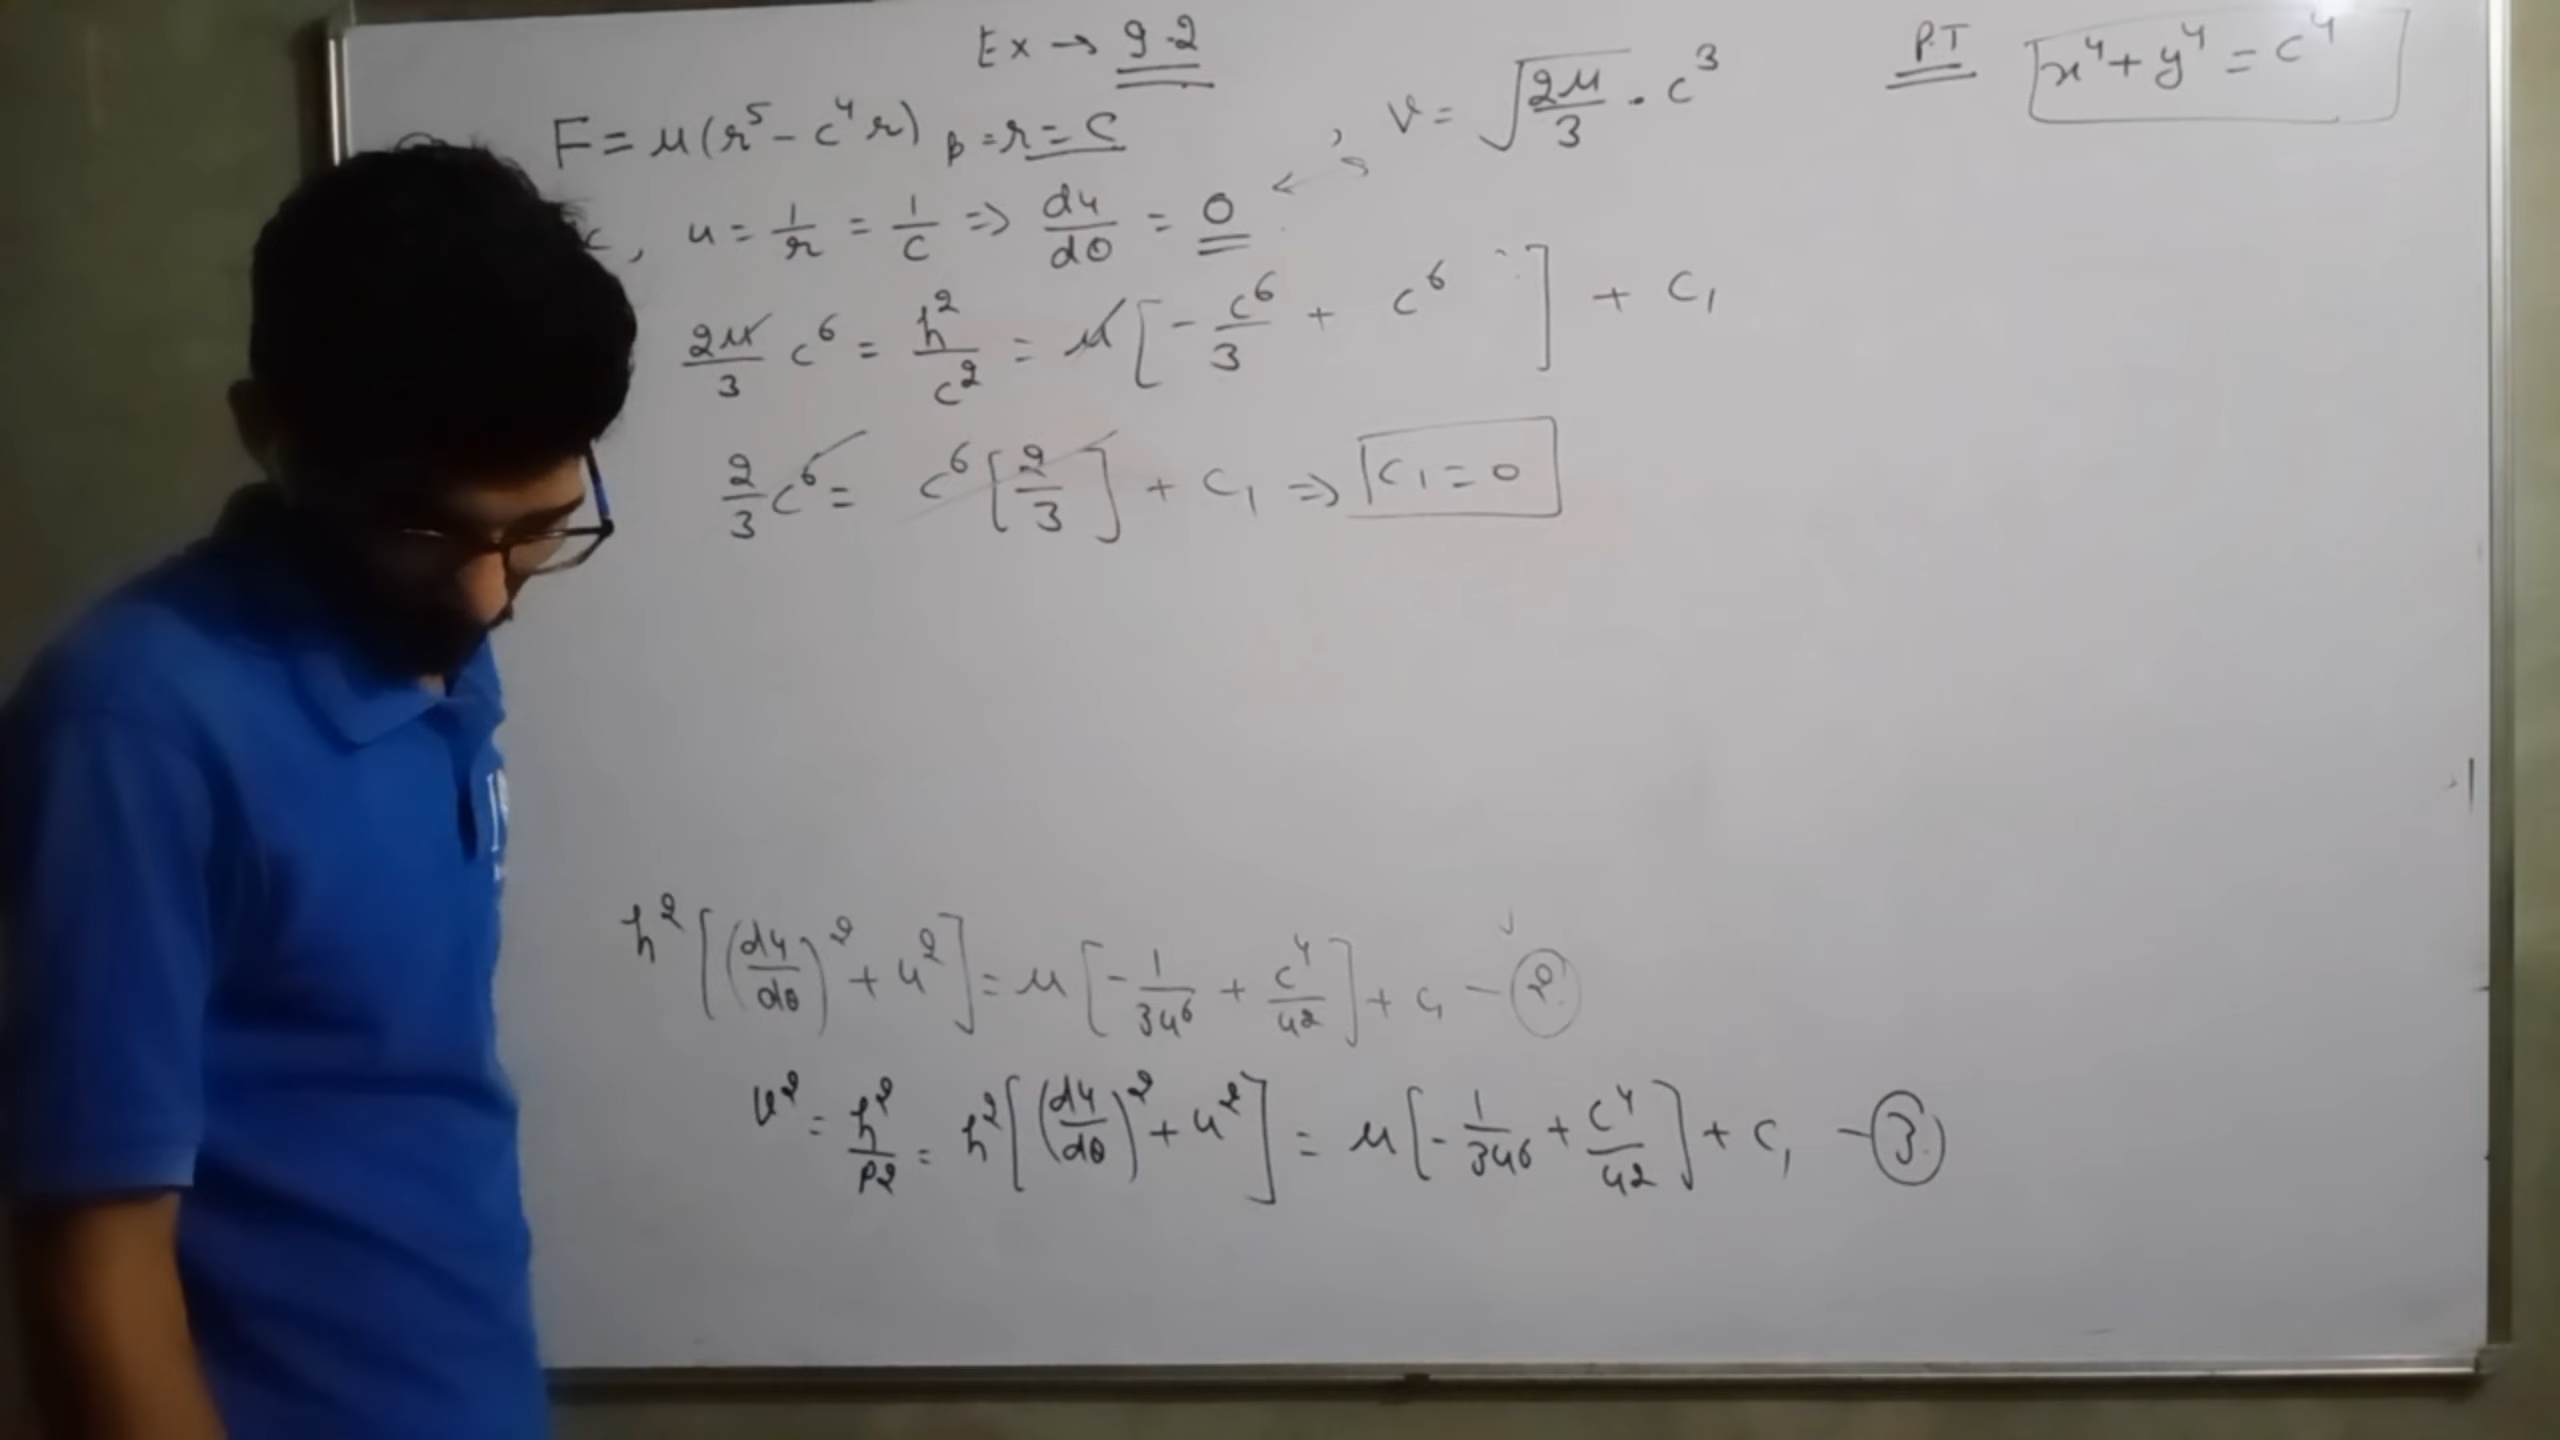 Ex → 9.2
F = μ(r⁵ - c⁴r) p = r = c , v = √(2μ/3) . c³
P.T x⁴ + y⁴ = c⁴
c, u = 1/r = 1/c ⇒ du/dθ = 0
2μ/3 c⁶ = h²/c² = μ[-c⁶/3 + c⁶] + c₁
2/3 c⁶ = c⁶[2/3] + c₁ ⇒ c₁ = 0
h²[(du/dθ)² + u²] = μ[-1/3u⁶ + c⁴/u²] + c₁ - ②
v² = h²/p² = h²[(du/dθ)² + u²] = μ[-1/3u⁶ + c⁴/u²] + c₁ - ③